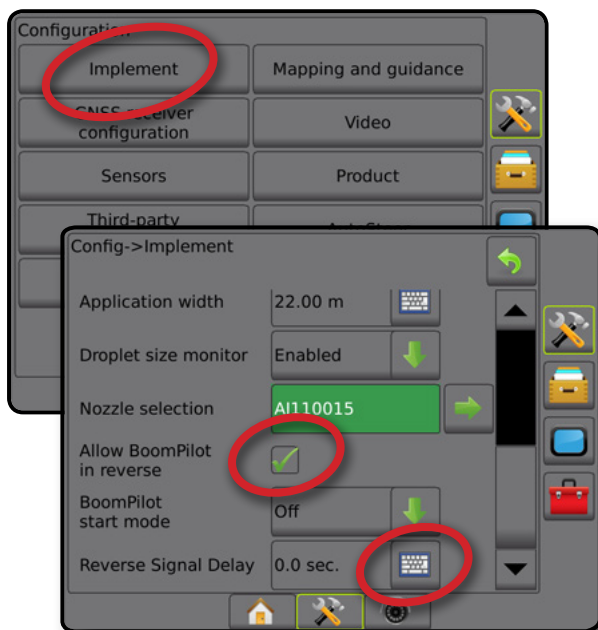 Configuration
Implement
Mapping and guidance
GNSS receiver
configuration
Video
Sensors
Product
Third-party
Config->Implement
Application width
22.00 m
Droplet size monitor
Enabled
Nozzle selection
AI110015
Allow BoomPilot
in reverse
BoomPilot
start mode
Off
Reverse Signal Delay
0.0 sec.